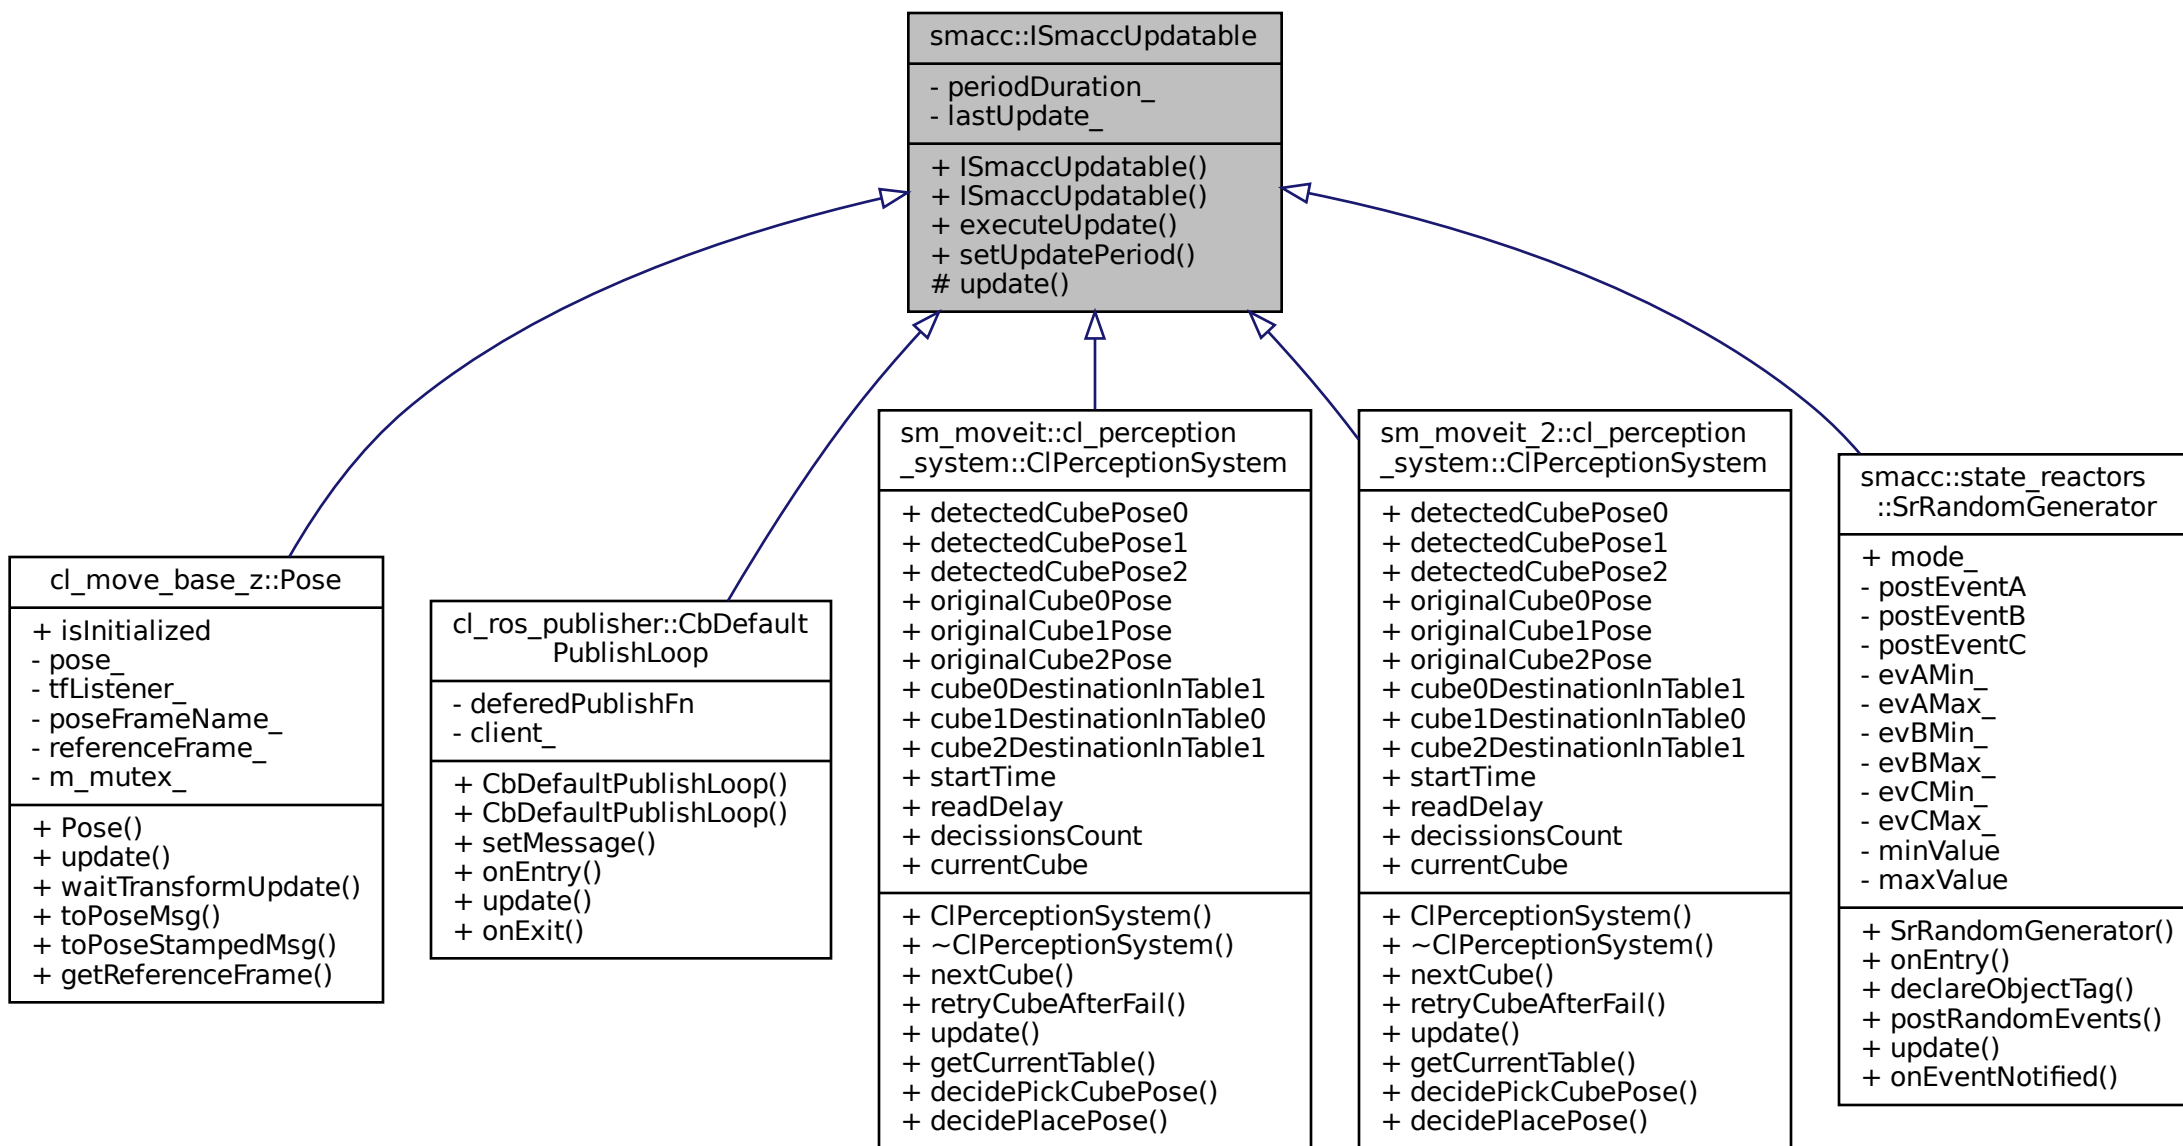 smacc::ISmaccUpdatable
- periodDuration_
- lastUpdate_
+ ISmaccUpdatable()
+ ISmaccUpdatable()
+ executeUpdate()
+ setUpdatePeriod()
# update()
cl_move_base_z::Pose
+ isInitialized
- pose_
- tfListener_
- poseFrameName_
- referenceFrame_
- m_mutex_
+ Pose()
+ update()
+ waitTransformUpdate()
+ toPoseMsg()
+ toPoseStampedMsg()
+ getReferenceFrame()
cl_ros_publisher::CbDefault
PublishLoop
- deferedPublishFn
- client_
+ CbDefaultPublishLoop()
+ CbDefaultPublishLoop()
+ setMessage()
+ onEntry()
+ update()
+ onExit()
sm_moveit::cl_perception
_system::ClPerceptionSystem
+ detectedCubePose0
+ detectedCubePose1
+ detectedCubePose2
+ originalCube0Pose
+ originalCube1Pose
+ originalCube2Pose
+ cube0DestinationInTable1
+ cube1DestinationInTable0
+ cube2DestinationInTable1
+ startTime
+ readDelay
+ decissionsCount
+ currentCube
+ ClPerceptionSystem()
+ ~ClPerceptionSystem()
+ nextCube()
+ retryCubeAfterFail()
+ update()
+ getCurrentTable()
+ decidePickCubePose()
+ decidePlacePose()
sm_moveit_2::cl_perception
_system::ClPerceptionSystem
+ detectedCubePose0
+ detectedCubePose1
+ detectedCubePose2
+ originalCube0Pose
+ originalCube1Pose
+ originalCube2Pose
+ cube0DestinationInTable1
+ cube1DestinationInTable0
+ cube2DestinationInTable1
+ startTime
+ readDelay
+ decissionsCount
+ currentCube
+ ClPerceptionSystem()
+ ~ClPerceptionSystem()
+ nextCube()
+ retryCubeAfterFail()
+ update()
+ getCurrentTable()
+ decidePickCubePose()
+ decidePlacePose()
smacc::state_reactors
::SrRandomGenerator
+ mode_
- postEventA
- postEventB
- postEventC
- evAMin_
- evAMax_
- evBMin_
- evBMax_
- evCMin_
- evCMax_
- minValue
- maxValue
+ SrRandomGenerator()
+ onEntry()
+ declareObjectTag()
+ postRandomEvents()
+ update()
+ onEventNotified()